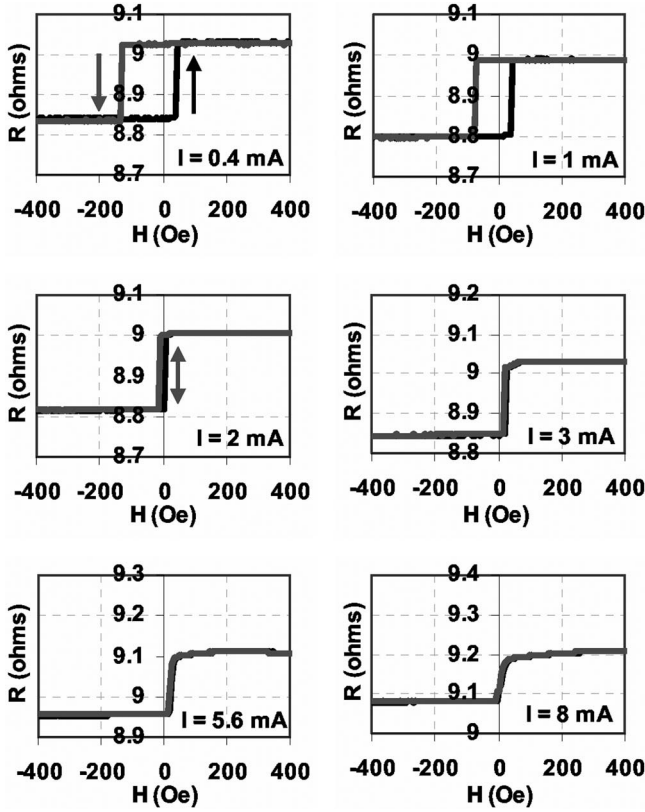 9.1
9
8.9
8.8
8.7
R (ohms)
I = 0.4 mA
-400 -200 0 200 400
H (Oe)
9.1
9
8.9
8.8
8.7
R (ohms)
I = 1 mA
-400 -200 0 200 400
H (Oe)
9.1
9
8.9
8.8
8.7
R (ohms)
I = 2 mA
-400 -200 0 200 400
H (Oe)
9.2
9.1
9
8.9
8.8
R (ohms)
I = 3 mA
-400 -200 0 200 400
H (Oe)
9.3
9.2
9.1
9
8.9
R (ohms)
I = 5.6 mA
-400 -200 0 200 400
H (Oe)
9.4
9.3
9.2
9.1
9
R (ohms)
I = 8 mA
-400 -200 0 200 400
H (Oe)